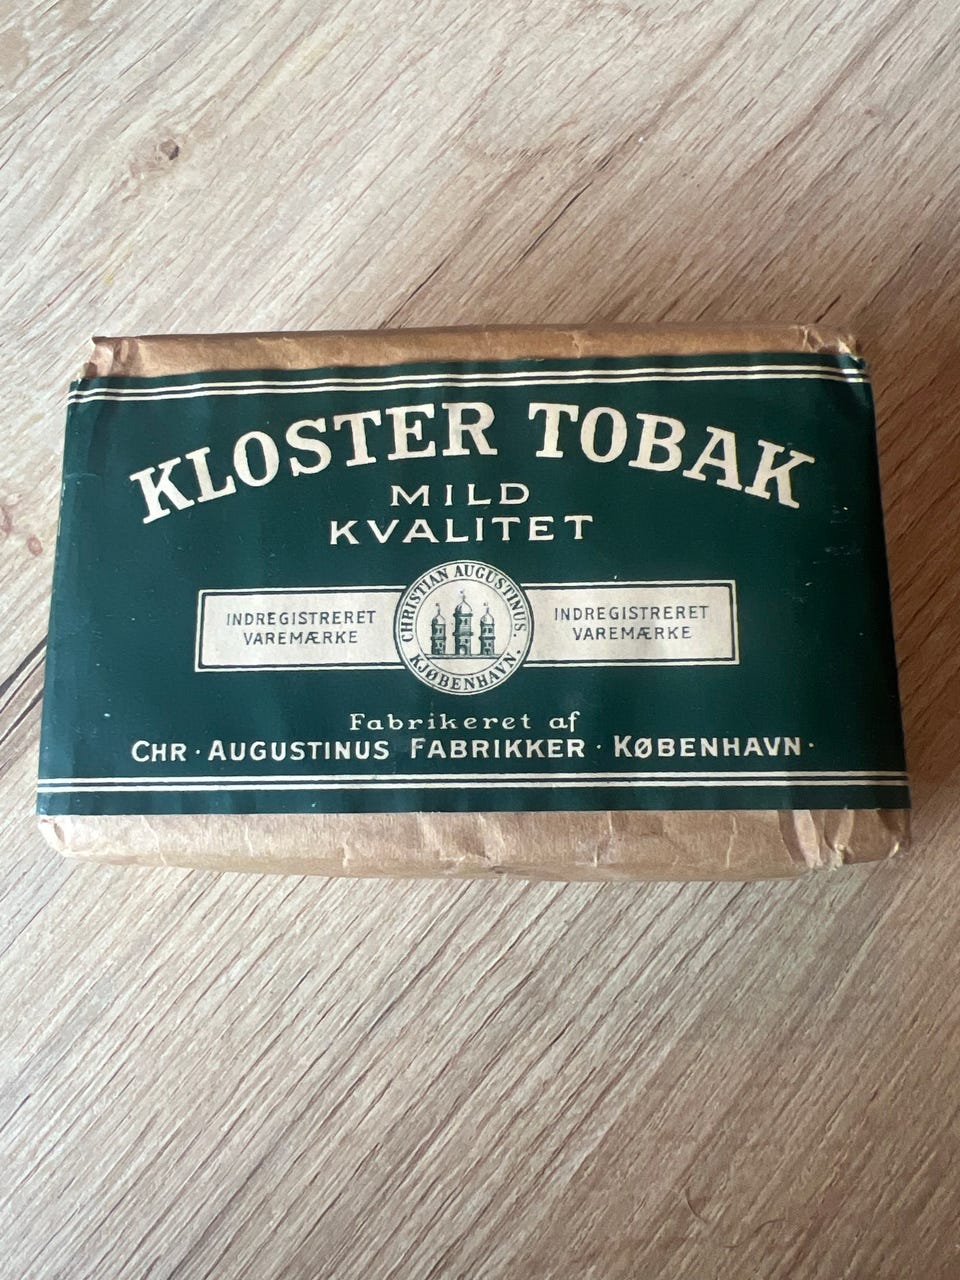 KLOSTER TOBAK
MILD
KVALITET
INDREGISTRERET
VAREMÆRKE
CHRISTIAN AUGUSTINUS.
KJØBENHAVN.
INDREGISTRERET
VAREMÆRKE
Fabrikeret af
CHR · AUGUSTINUS FABRIKKER · KØBENHAVN ·